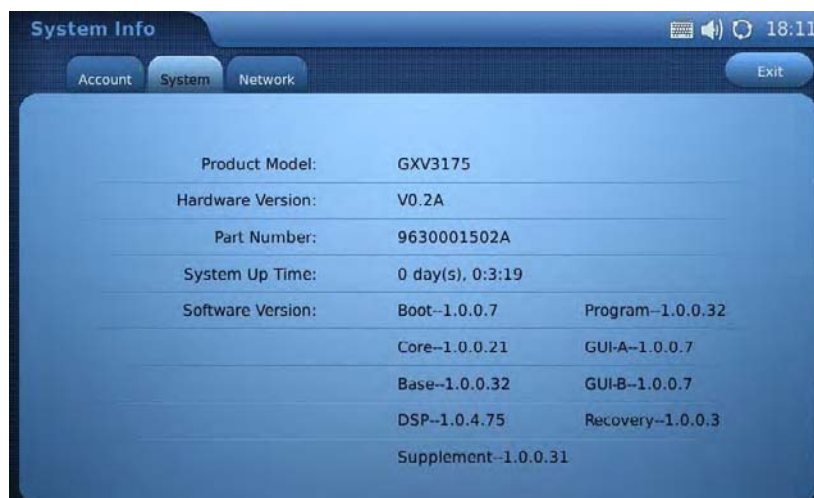 System Info 18:11
Account System Network Exit
Product Model: GXV3175
Hardware Version: V0.2A
Part Number: 9630001502A
System Up Time: 0 day(s), 0:3:19
Software Version: Boot--1.0.0.7 Program--1.0.0.32
Core--1.0.0.21 GUI-A--1.0.0.7
Base--1.0.0.32 GUI-B--1.0.0.7
DSP--1.0.4.75 Recovery--1.0.0.3
Supplement--1.0.0.31